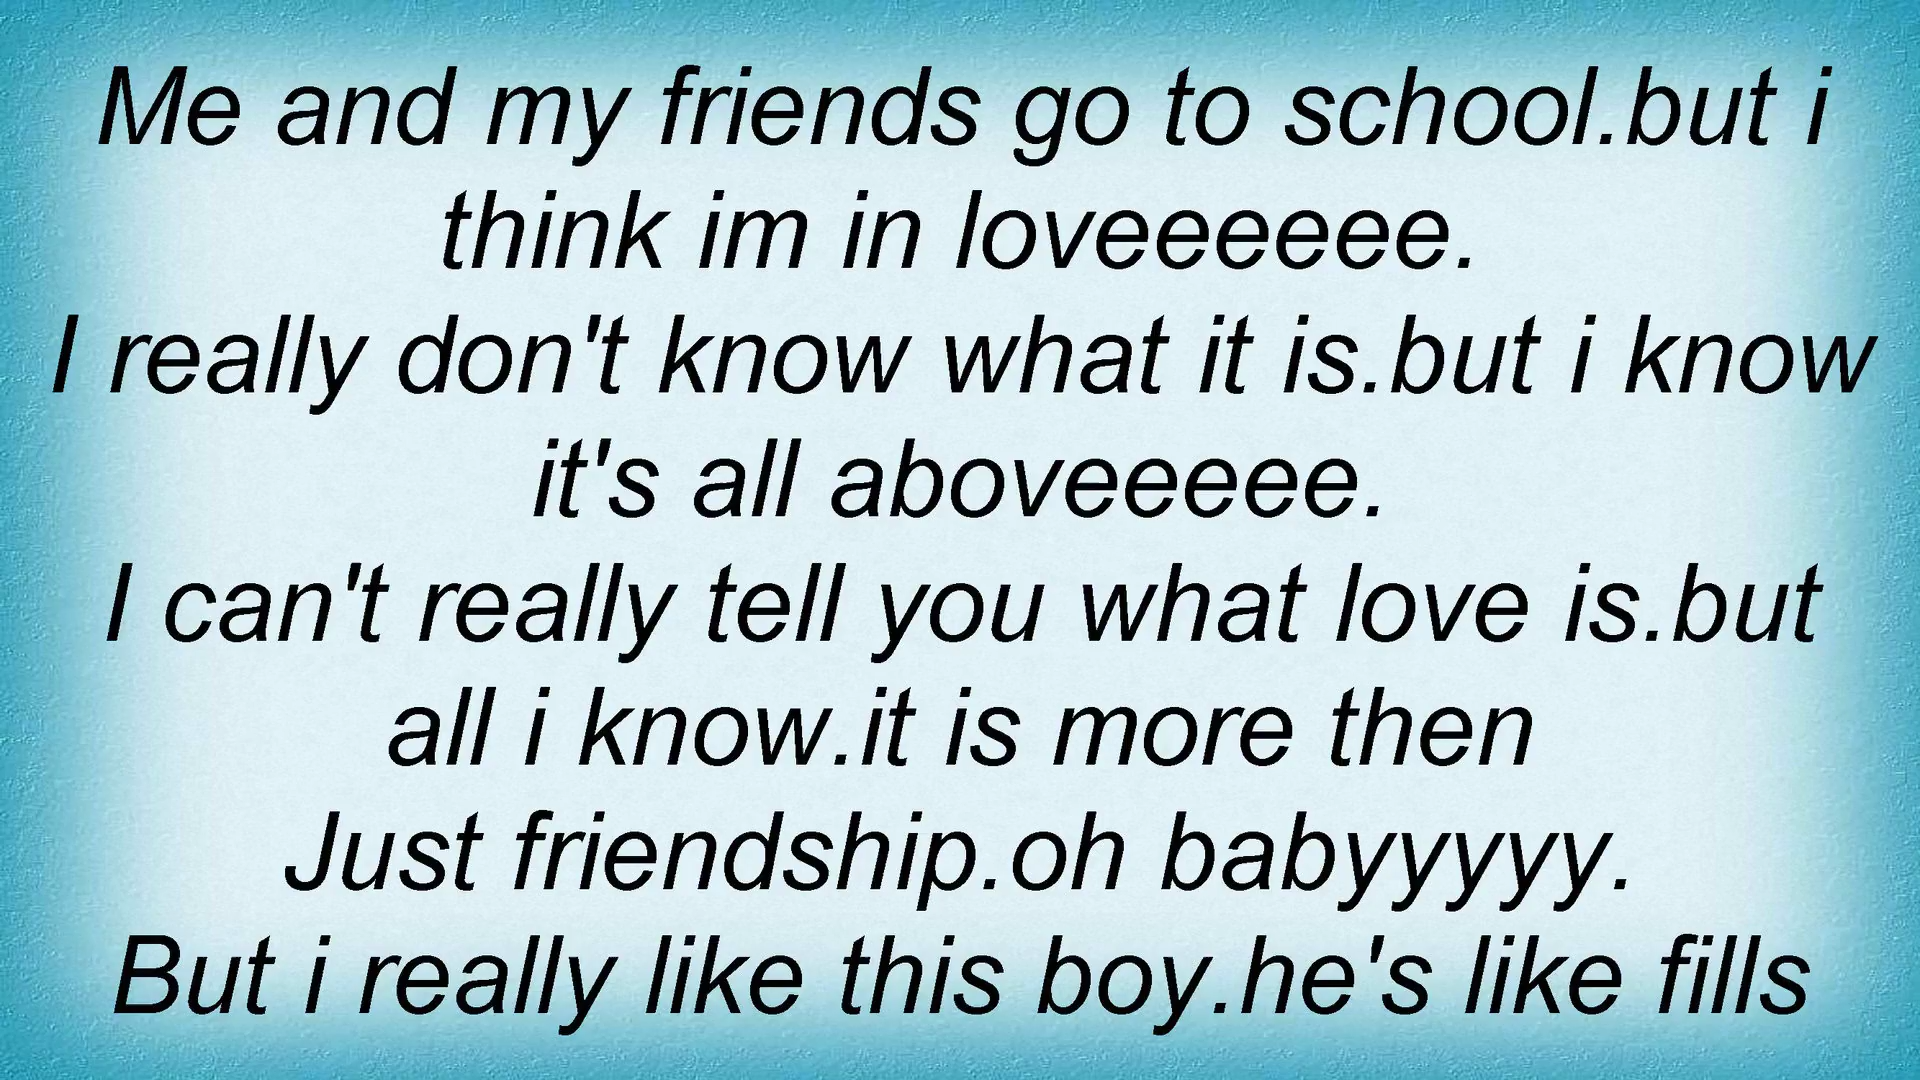 Me and my friends go to school.but i
think im in loveeeeee.
I really don't know what it is.but i know
it's all aboveeeee.
I can't really tell you what love is.but
all i know.it is more then
Just friendship.oh babyyyyy.
But i really like this boy.he's like fills